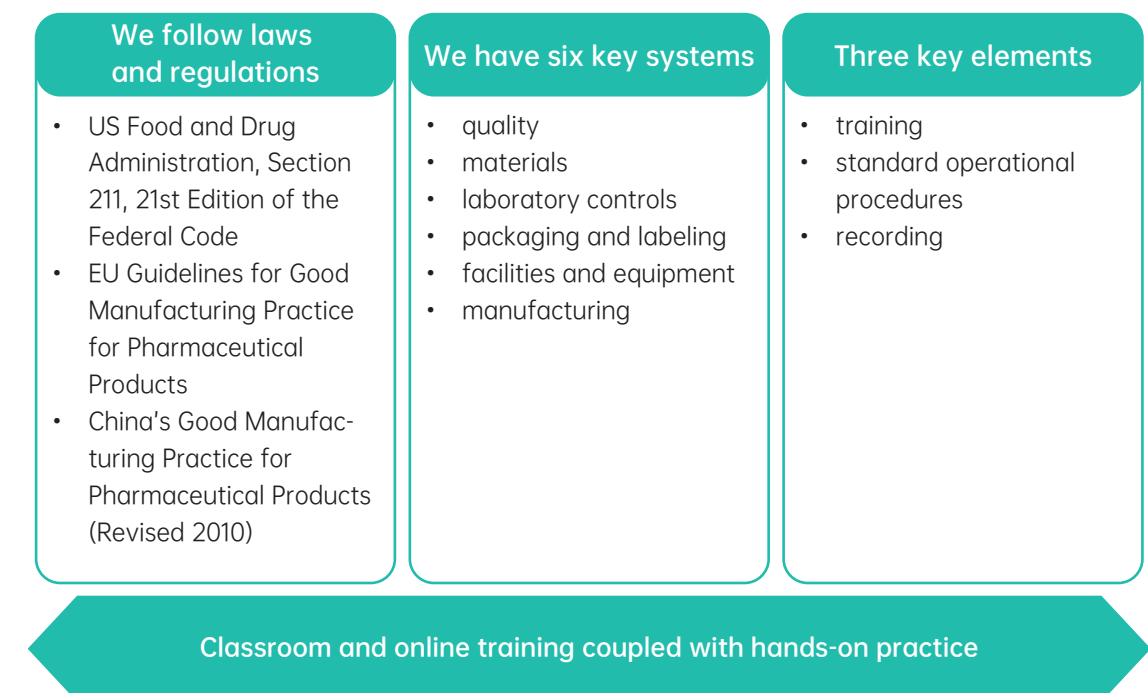 We follow laws
and regulations
• US Food and Drug
Administration, Section
211, 21st Edition of the
Federal Code
• EU Guidelines for Good
Manufacturing Practice
for Pharmaceutical
Products
• China's Good Manufac-
turing Practice for
Pharmaceutical Products
(Revised 2010)
We have six key systems
• quality
• materials
• laboratory controls
• packaging and labeling
• facilities and equipment
• manufacturing
Three key elements
• training
• standard operational
procedures
• recording
Classroom and online training coupled with hands-on practice